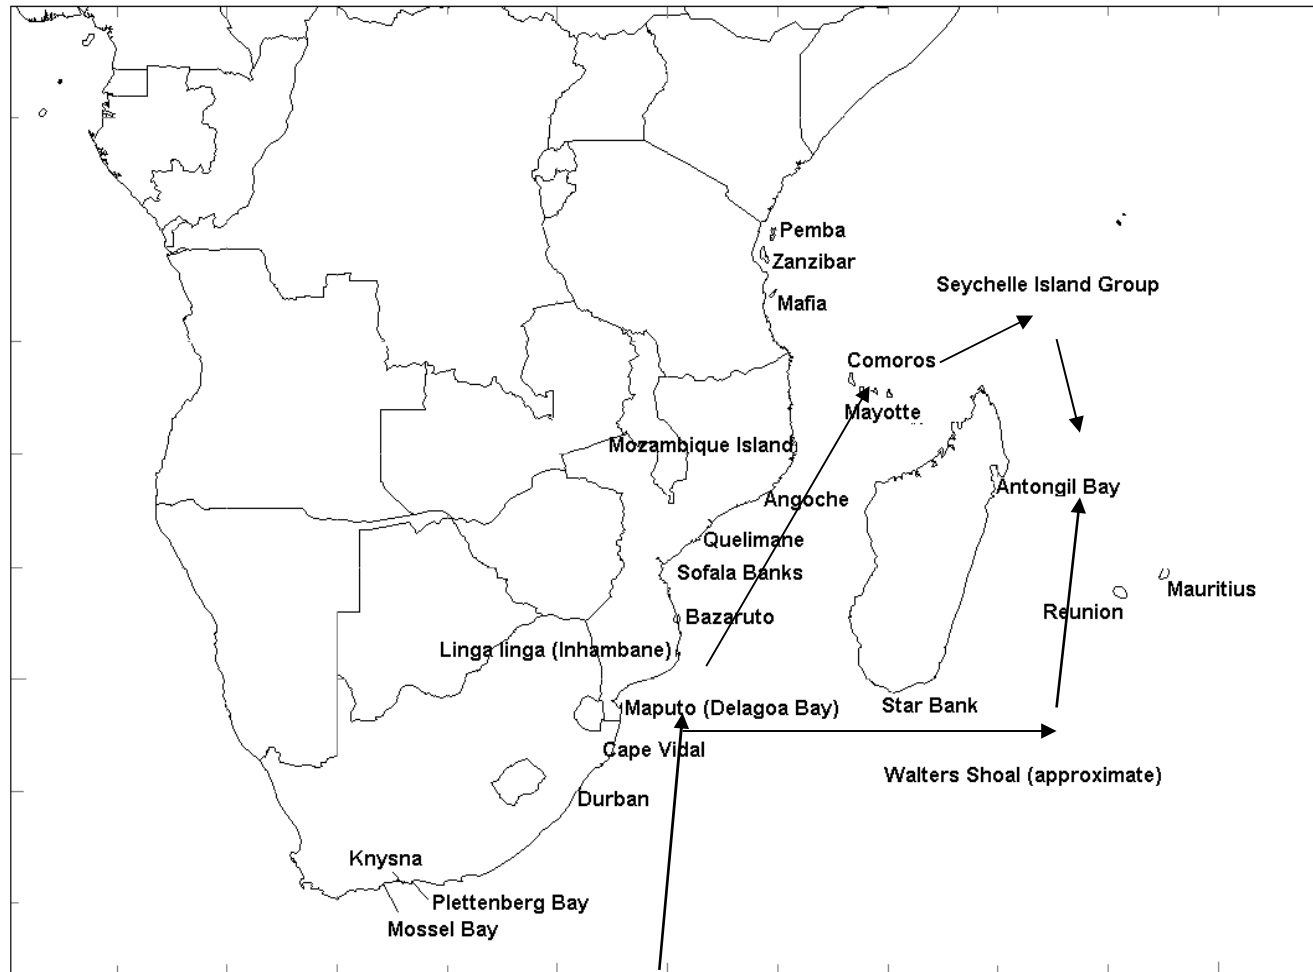 Pemba
Zanzibar
Seychelle Island Group
Mafia
Comoros
Mayotte
Mozambique Island
Antongil Bay
Angoche
Quelimane
Sofala Banks
Mauritius
Reunion
Bazaruto
Linga linga (Inhambane)
Star Bank
Maputo (Delagoa Bay)
Cape Vidal
Walters Shoal (approximate)
Durban
Knysna
Plettenberg Bay
Mossel Bay